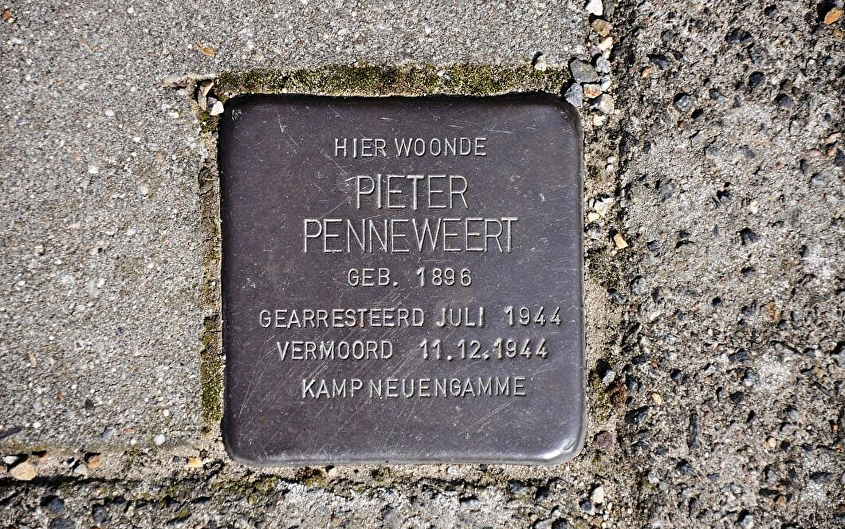 HIER WOONDE
PIETER
PENNEWEERT
GEB. 1896
GEARRESTEERD JULI 1944
VERMOORD 11.12.1944
KAMP NEUENGAMME